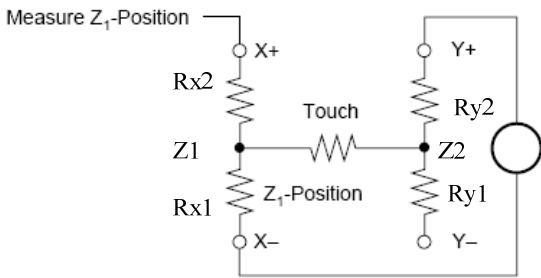 Measure Z₁-Position
X+
Y+
Rx2
Touch
Ry2
Z1
Z2
Rx1
Z₁-Position
Ry1
X–
Y–